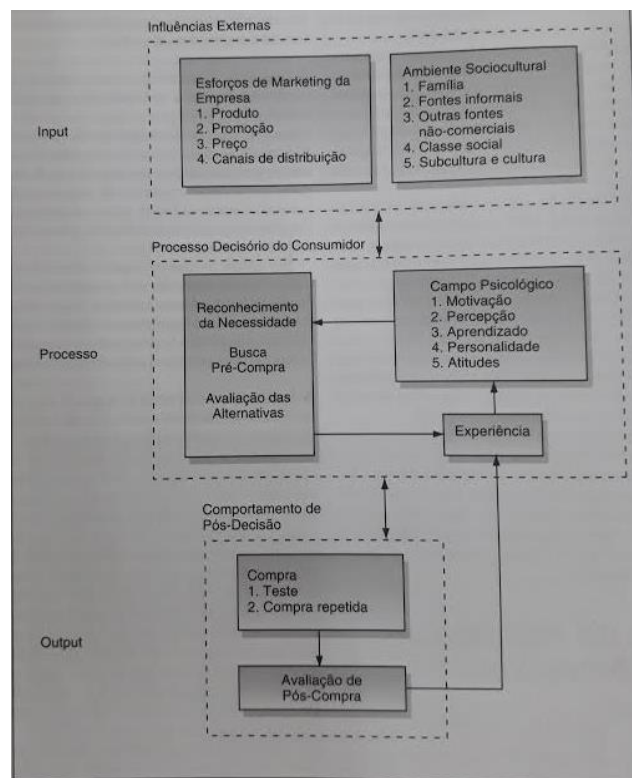 Influências Externas
Esforços de Marketing da
Empresa
1. Produto
2. Promoção
3. Preço
4. Canais de distribuição
Ambiente Sociocultural
1. Família
2. Fontes informais
3. Outras fontes
não-comerciais
4. Classe social
5. Subcultura e cultura
Input
Processo Decisório do Consumidor
Reconhecimento
da Necessidade
Busca
Pré-Compra
Avaliação das
Alternativas
Campo Psicológico
1. Motivação
2. Percepção
3. Aprendizado
4. Personalidade
5. Atitudes
Processo
Experiência
Comportamento de
Pós-Decisão
Compra
1. Teste
2. Compra repetida
Output
Avaliação de
Pós-Compra